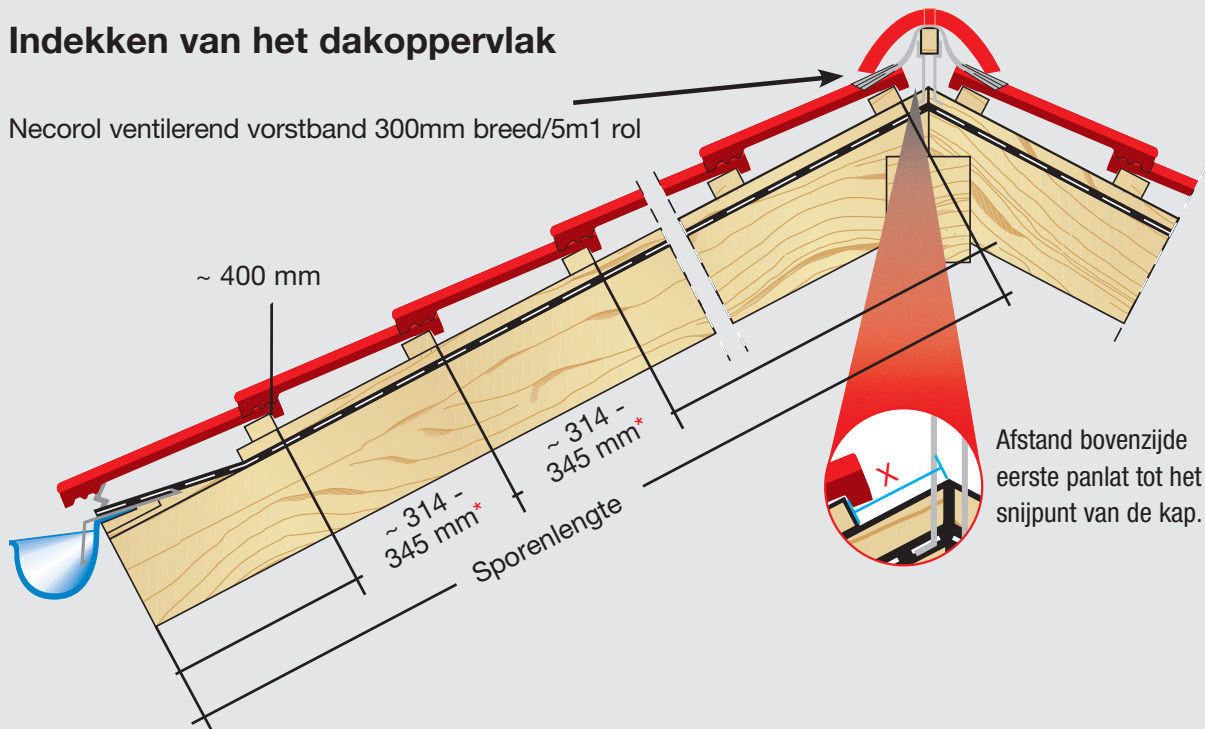 Indekken van het dakoppervlak
Necorol ventilerend vorstband 300mm breed/5m1 rol
~ 400 mm
~ 314 -
345 mm*
~ 314 -
345 mm*
Sporenlengte
X
Afstand bovenzijde
eerste panlat tot het
snijpunt van de kap.